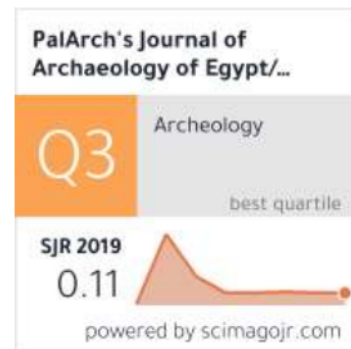 PalArch's Journal of
Archaeology of Egypt/...
Q3
Archeology
best quartile
SJR 2019
0.11
powered by scimagojr.com